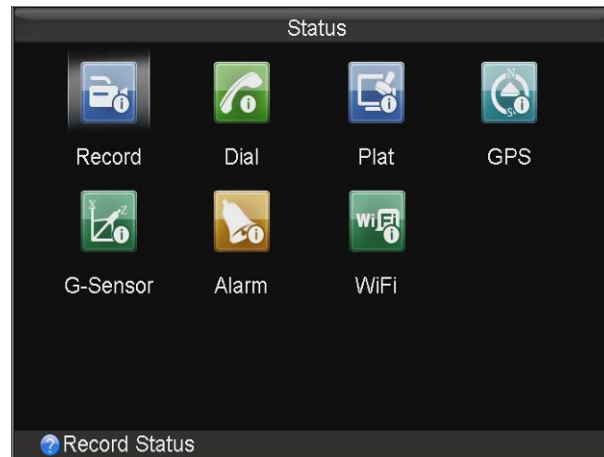 Status
Record Dial Plat GPS
G-Sensor Alarm WiFi
Record Status